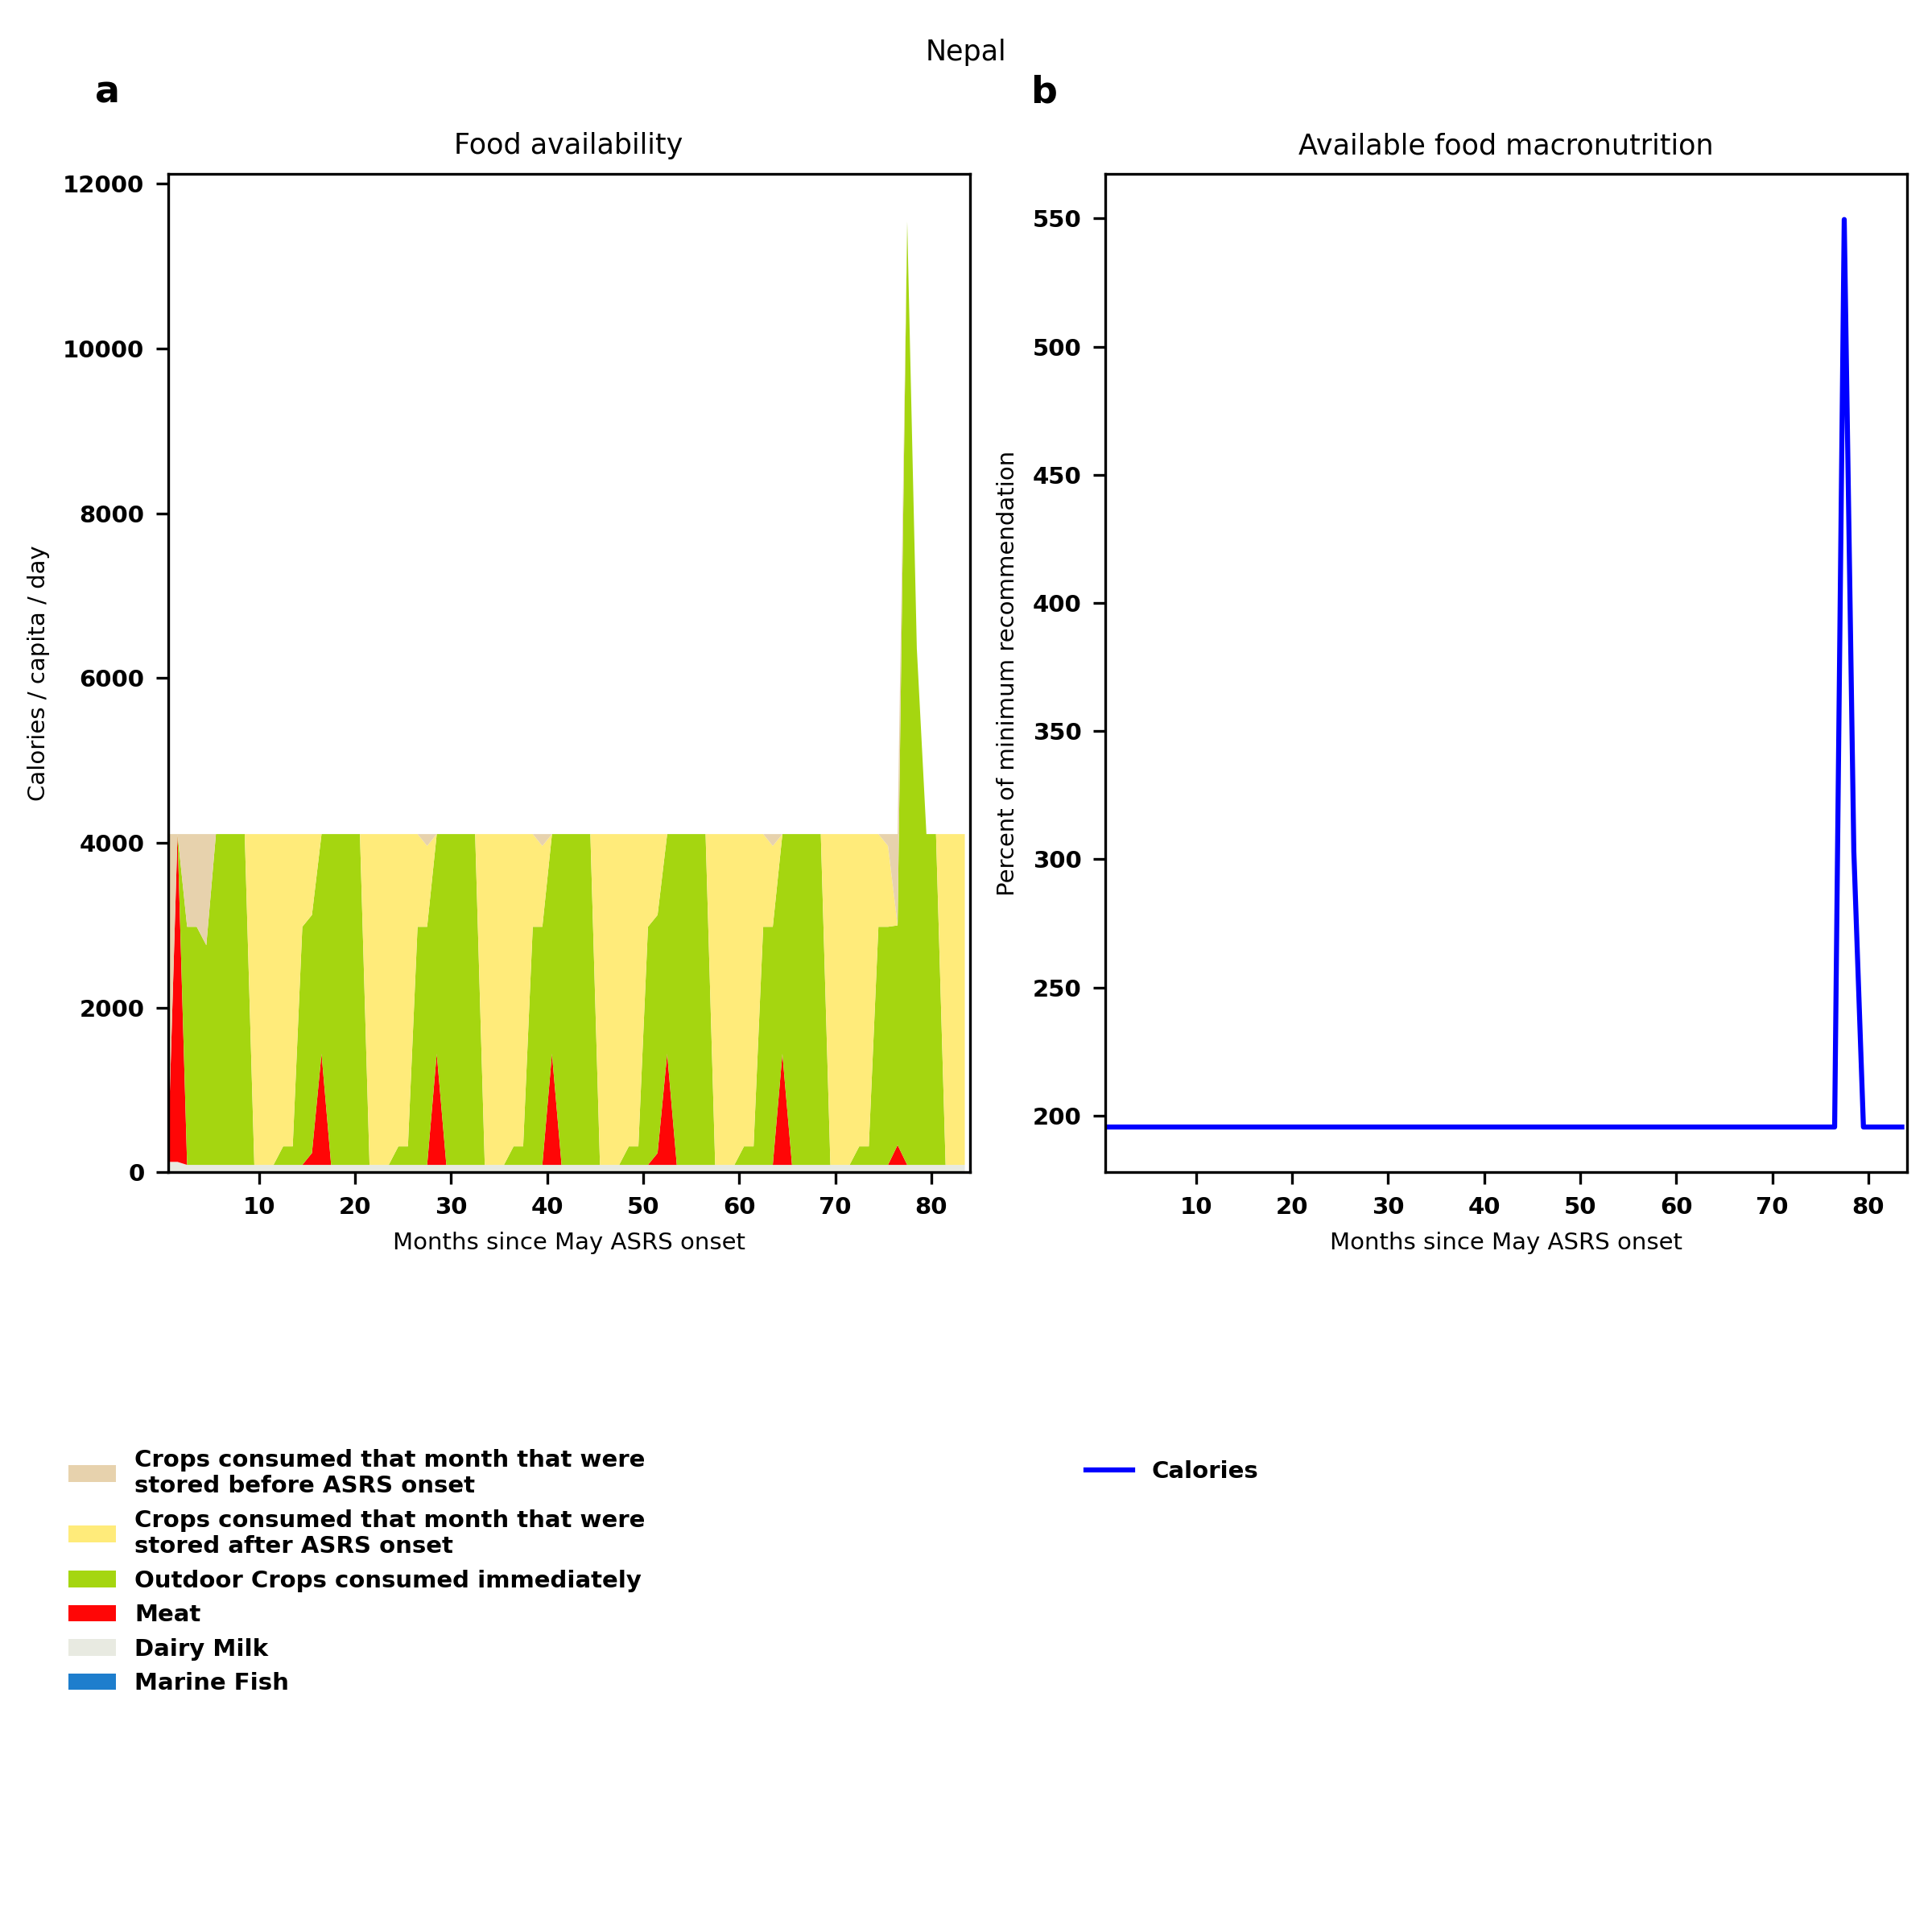 Nepal
a
b
Food availability
Available food macronutrition
12000
10000
8000
6000
4000
2000
0
Calories / capita / day
10 20 30 40 50 60 70 80
Months since May ASRS onset
550
500
450
400
350
300
250
200
Percent of minimum recommendation
10 20 30 40 50 60 70 80
Months since May ASRS onset
Crops consumed that month that were
stored before ASRS onset
Crops consumed that month that were
stored after ASRS onset
Outdoor Crops consumed immediately
Meat
Dairy Milk
Marine Fish
Calories